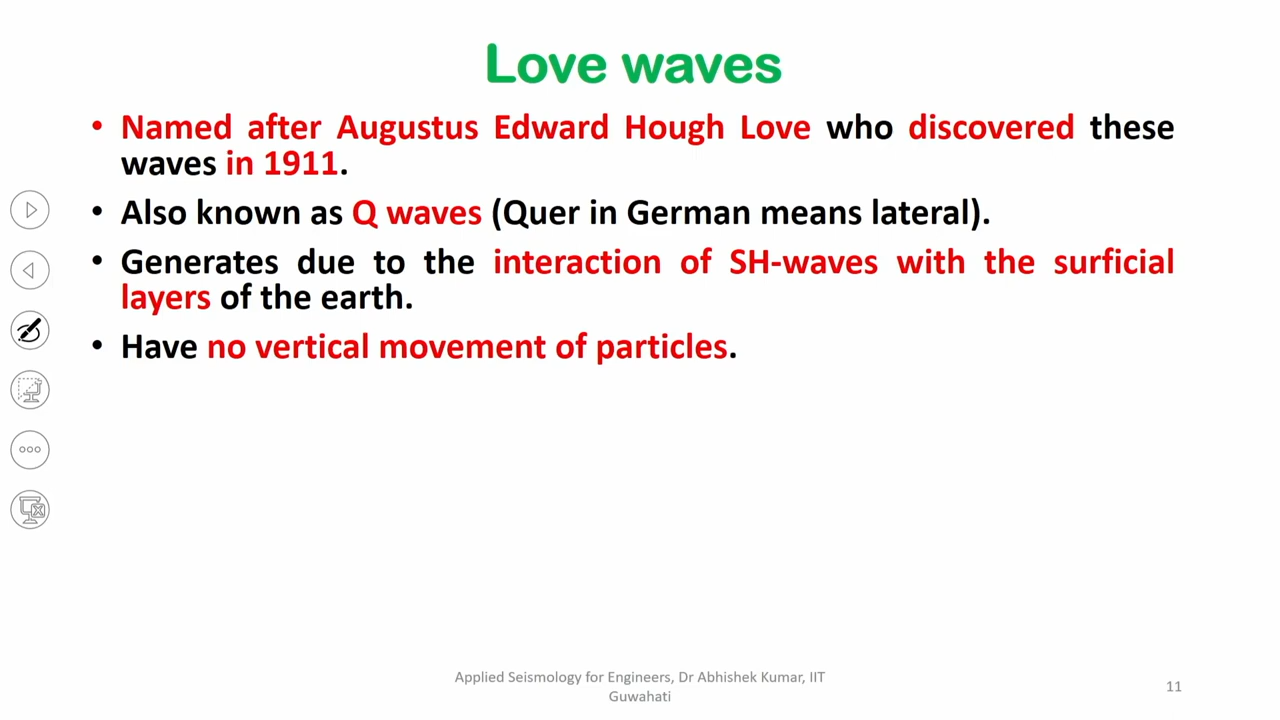 Love waves
• Named after Augustus Edward Hough Love who discovered these
waves in 1911.
• Also known as Q waves (Quer in German means lateral).
• Generates due to the interaction of SH-waves with the surficial
layers of the earth.
• Have no vertical movement of particles.
Applied Seismology for Engineers, Dr Abhishek Kumar, IIT
Guwahati
11